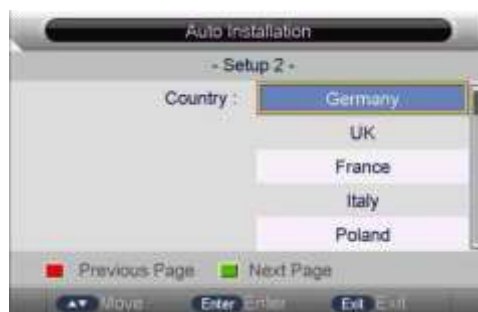 Auto Installation
- Setup 2 -
Country : Germany
UK
France
Italy
Poland
Previous Page Next Page
▲▼ Move Enter Enter Exit Exit